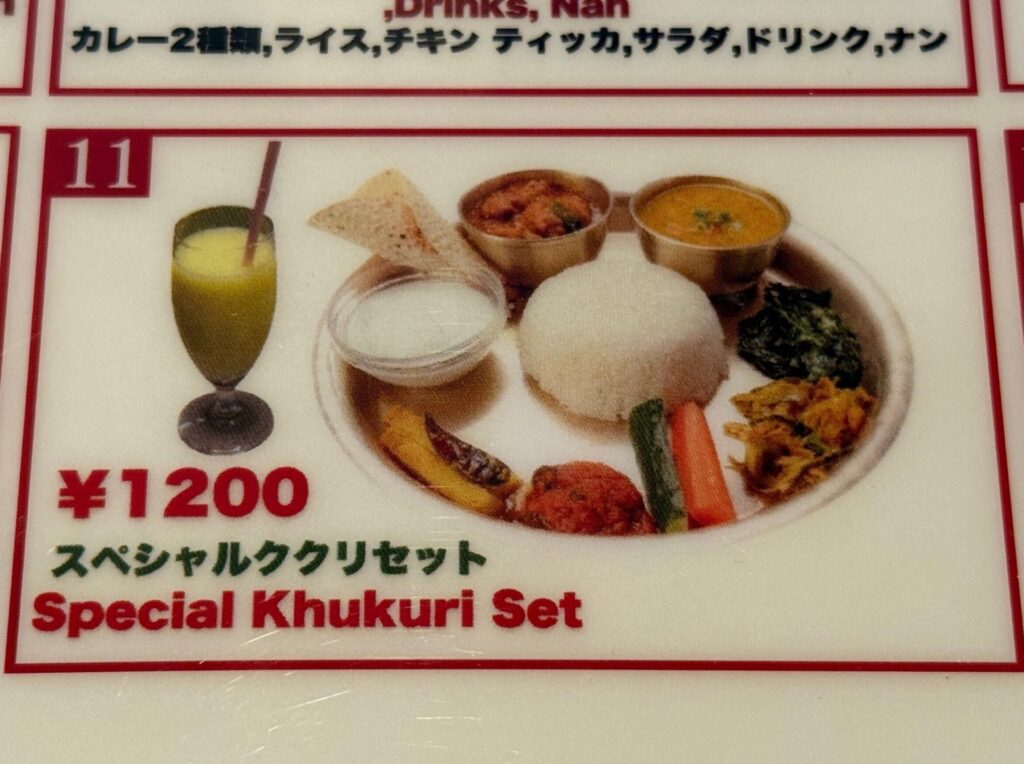 ,Drinks, Nan
カレー2種類,ライス,チキン ティッカ,サラダ,ドリンク,ナン
11
¥1200
スペシャルククリセット
Special Khukuri Set